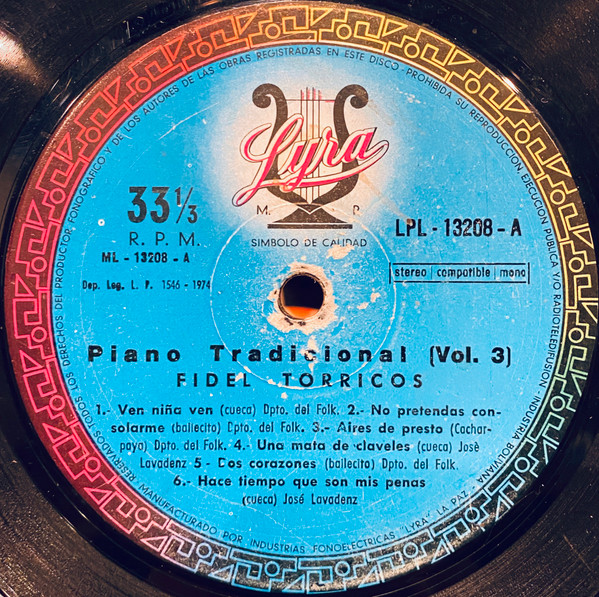 RESERVADOS TODOS LOS DERECHOS DEL PRODUCTOR FONOGRAFICO Y DE LOS AUTORES DE LAS OBRAS REGISTRADAS EN ESTE DISCO - PROHIBIDA SU REPRODUCCION EJECUCION PUBLICA Y/O RADIOTELEDIFUSION - INDUSTRIA BOLIVIANA
Lyra
M. P.
SIMBOLO DE CALIDAD
33 1/3
R. P. M.
ML - 13208 - A
Dep. Leg. L. P. 1546 - 1974
LPL - 13208 - A
stereo compatible mono
Piano Tradicional (Vol. 3)
FIDEL TORRICOS
1.- Ven niña ven (cueca) Dpto. del Folk. 2.- No pretendas con-
solarme (bailecito) Dpto. del Folk. 3.- Aires de presto (Cachar-
payo) Dpto. del Folk. 4.- Una mata de claveles (cueca) Josè
Lavadenz 5 - Dos corazones (bailecito) Dpto. del Folk.
6.- Hace tiempo que son mis penas
(cueca) José Lavadenz
MANUFACTURADO POR INDUSTRIAS FONOELECTRICAS "LYRA" LA PAZ